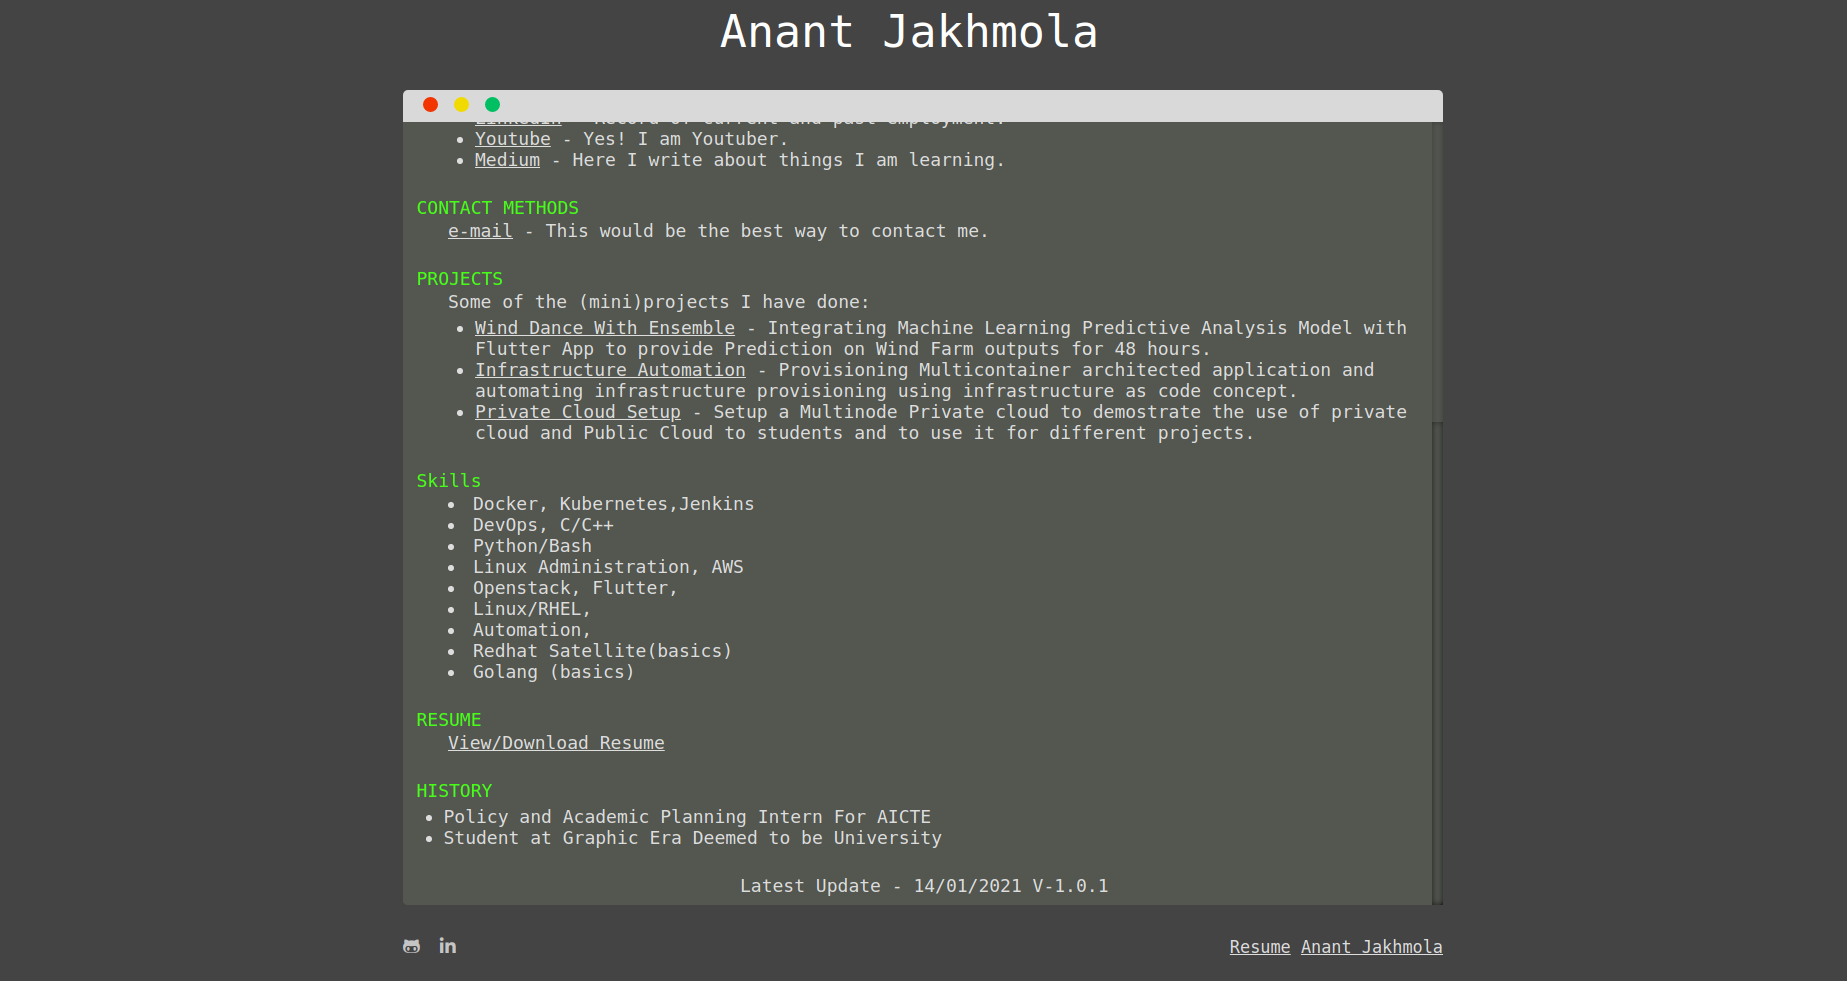 Anant Jakhmola
LinkedIn - Record of current and past employment.
Youtube - Yes! I am Youtuber.
Medium - Here I write about things I am learning.
CONTACT METHODS
e-mail - This would be the best way to contact me.
PROJECTS
Some of the (mini)projects I have done:
Wind Dance With Ensemble - Integrating Machine Learning Predictive Analysis Model with
Flutter App to provide Prediction on Wind Farm outputs for 48 hours.
Infrastructure Automation - Provisioning Multicontainer architected application and
automating infrastructure provisioning using infrastructure as code concept.
Private Cloud Setup - Setup a Multinode Private cloud to demostrate the use of private
cloud and Public Cloud to students and to use it for different projects.
Skills
Docker, Kubernetes,Jenkins
DevOps, C/C++
Python/Bash
Linux Administration, AWS
Openstack, Flutter,
Linux/RHEL,
Automation,
Redhat Satellite(basics)
Golang (basics)
RESUME
View/Download Resume
HISTORY
Policy and Academic Planning Intern For AICTE
Student at Graphic Era Deemed to be University
Latest Update - 14/01/2021 V-1.0.1
in
Resume Anant Jakhmola